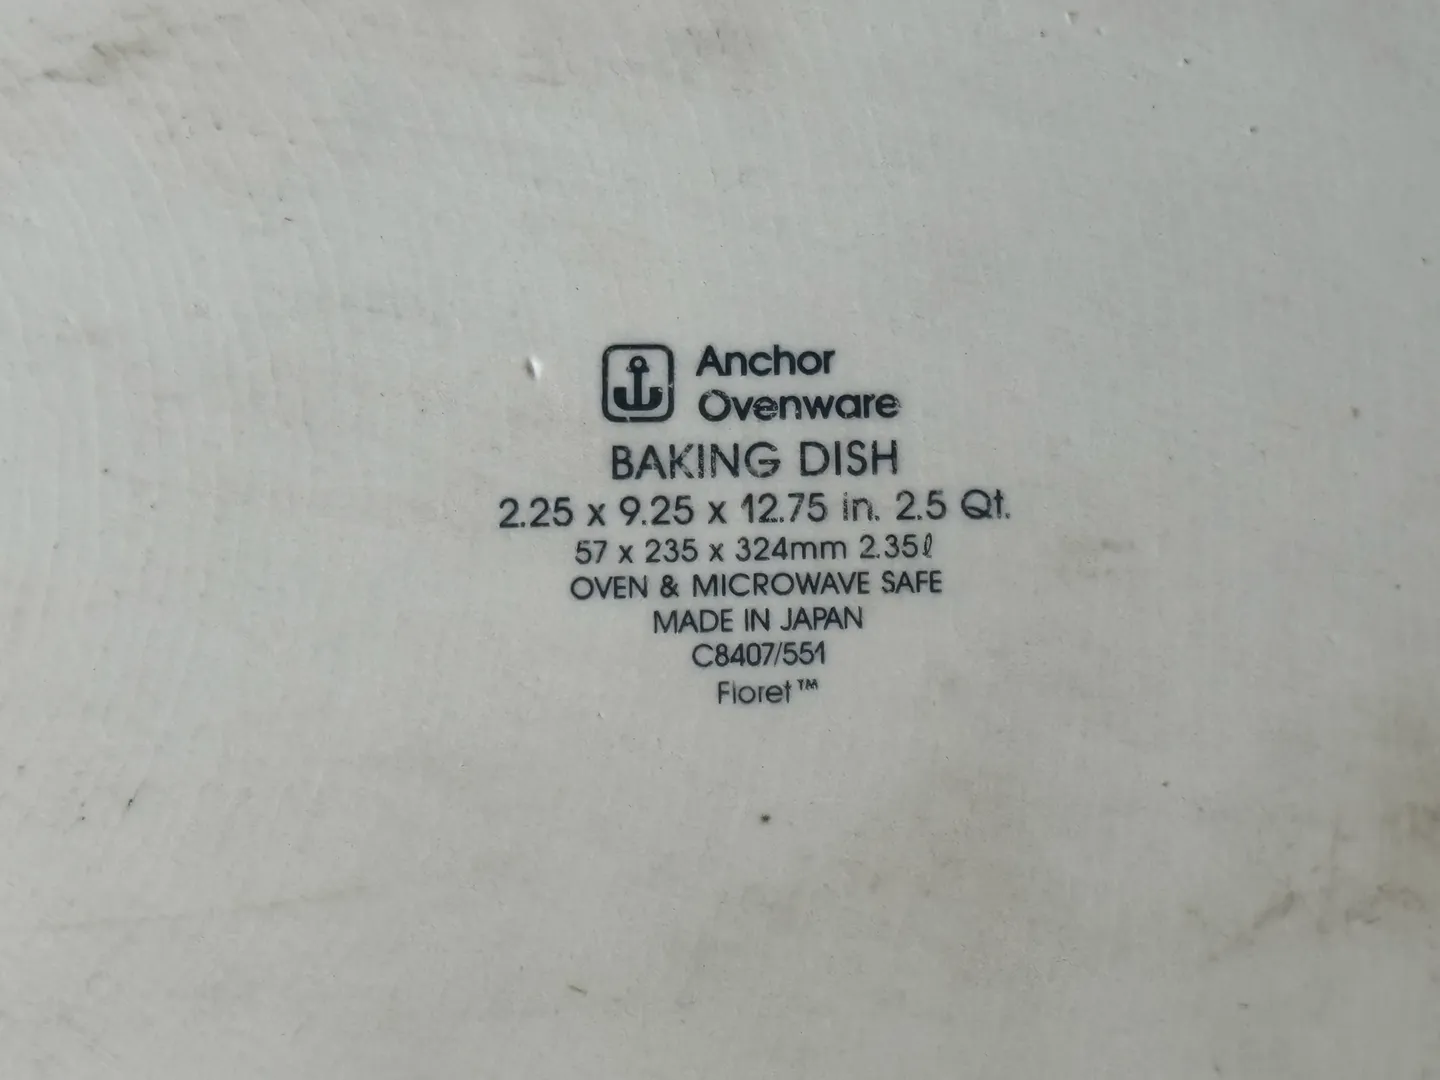 Anchor
Ovenware
BAKING DISH
2.25 x 9.25 x 12.75 in. 2.5 Qt.
57 x 235 x 324mm 2.35ℓ
OVEN & MICROWAVE SAFE
MADE IN JAPAN
C8407/551
Fioret™